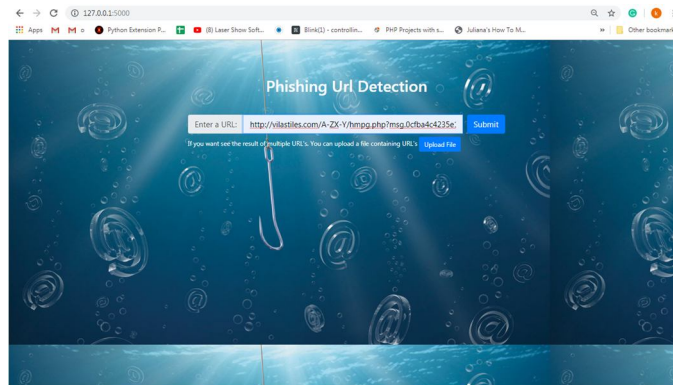 127.0.0.1:5000
Apps M M o Python Extension P... (8) Laser Show Soft... Blink(1) - controllin... PHP Projects with s... Juliana's How To M... » Other bookmark
Phishing Url Detection
Enter a URL: http://vilastiles.com/A-ZX-Y/hmpg.php?msg.0cfba4c4235e: Submit
If you want see the result of multiple URL's. You can upload a file containing URL's Upload File